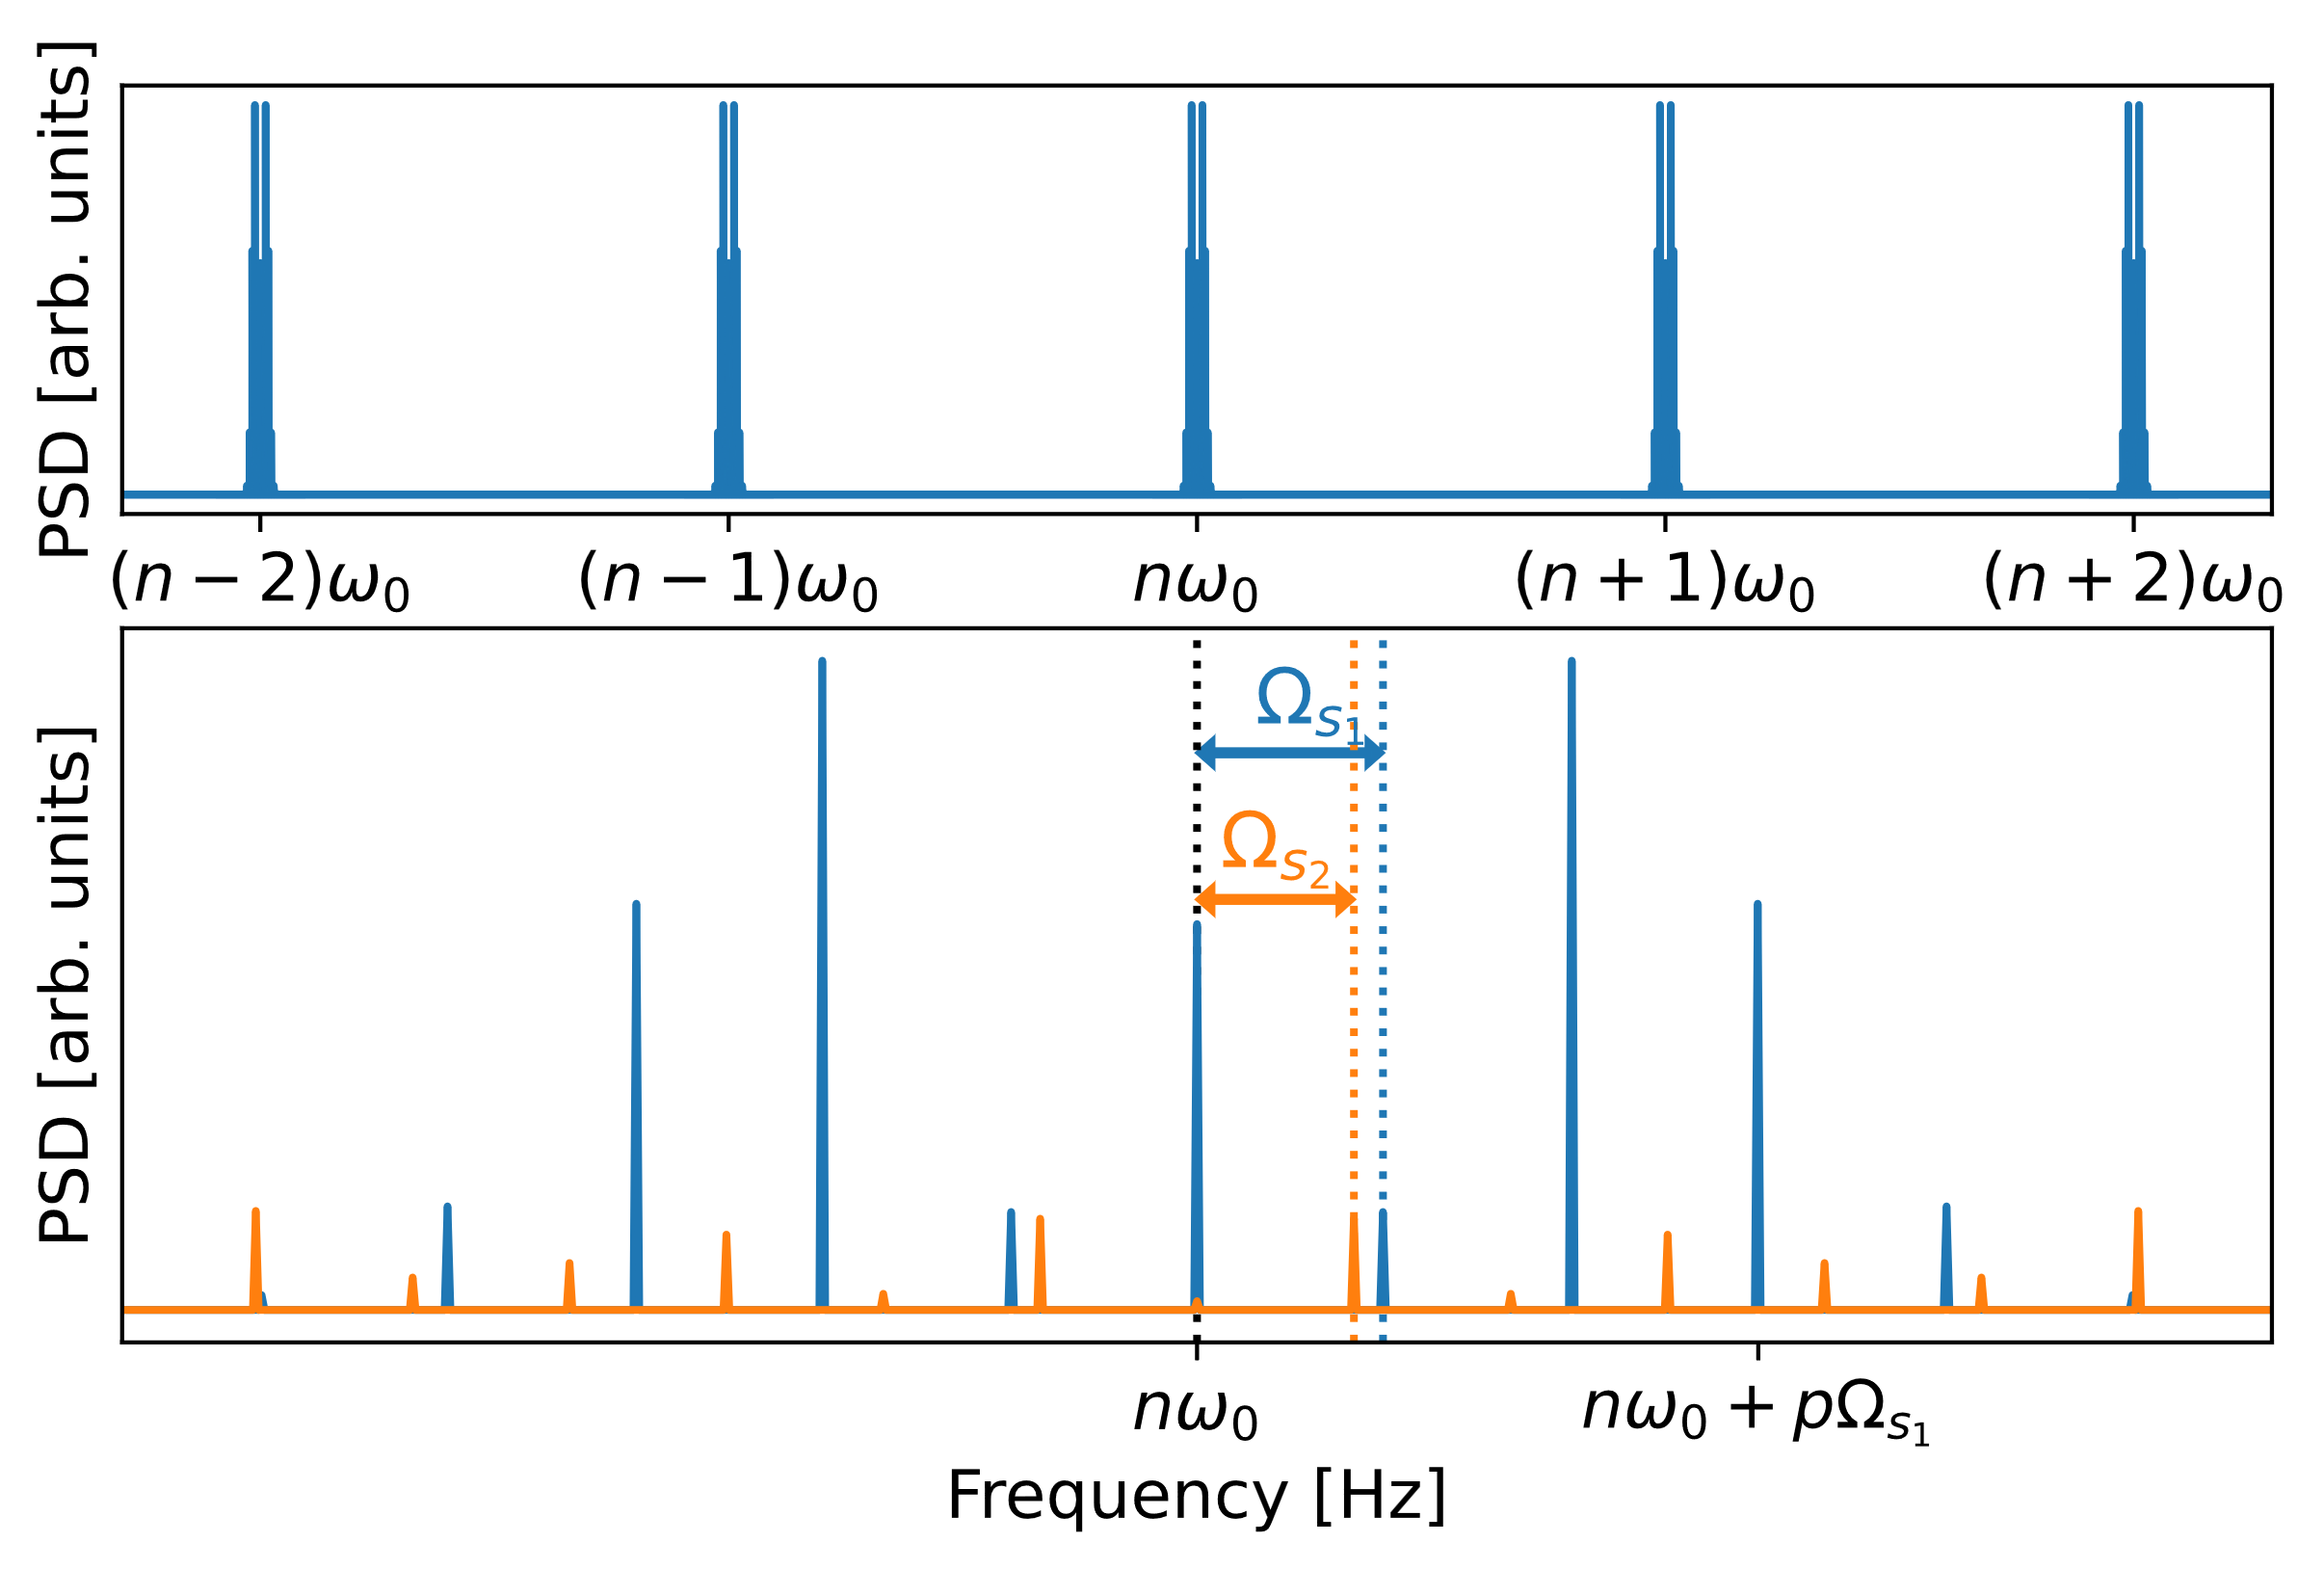 PSD [arb. units]
(n − 2)ω₀ (n − 1)ω₀ nω₀ (n + 1)ω₀ (n + 2)ω₀
PSD [arb. units]
Ωₛ₁
Ωₛ₂
nω₀ nω₀ + pΩₛ₁
Frequency [Hz]